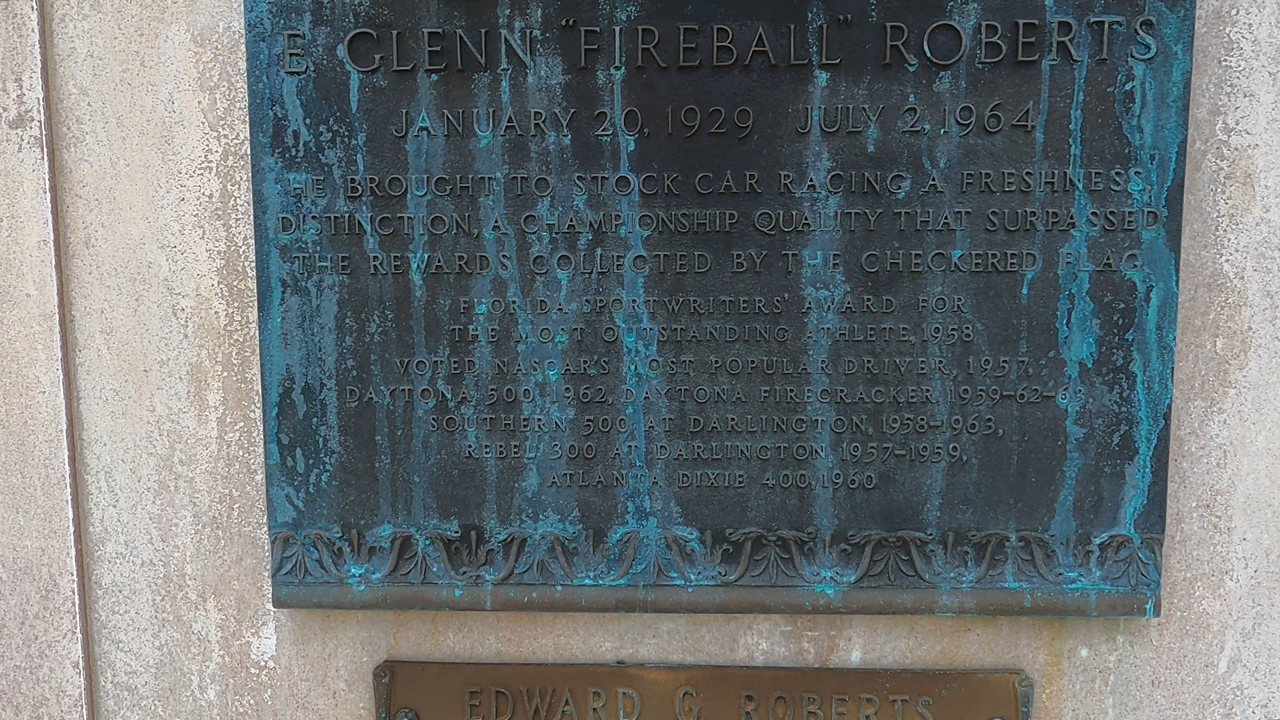 E. GLENN "FIREBALL" ROBERTS
JANUARY 20, 1929 JULY 2, 1964
HE BROUGHT TO STOCK CAR RACING A FRESHNESS,
DISTINCTION, A CHAMPIONSHIP QUALITY THAT SURPASSED
THE REWARDS COLLECTED BY THE CHECKERED FLAG
FLORIDA SPORTWRITERS' AWARD FOR
THE MOST OUTSTANDING ATHLETE, 1958
VOTED NASCAR'S MOST POPULAR DRIVER, 1957,
DAYTONA 500, 1962, DAYTONA FIRECRACKER, 1959-62-63
SOUTHERN 500 AT DARLINGTON, 1958-1963,
REBEL 300 AT DARLINGTON 1957-1959,
ATLANTA DIXIE 400, 1960
EDWARD G. ROBERTS